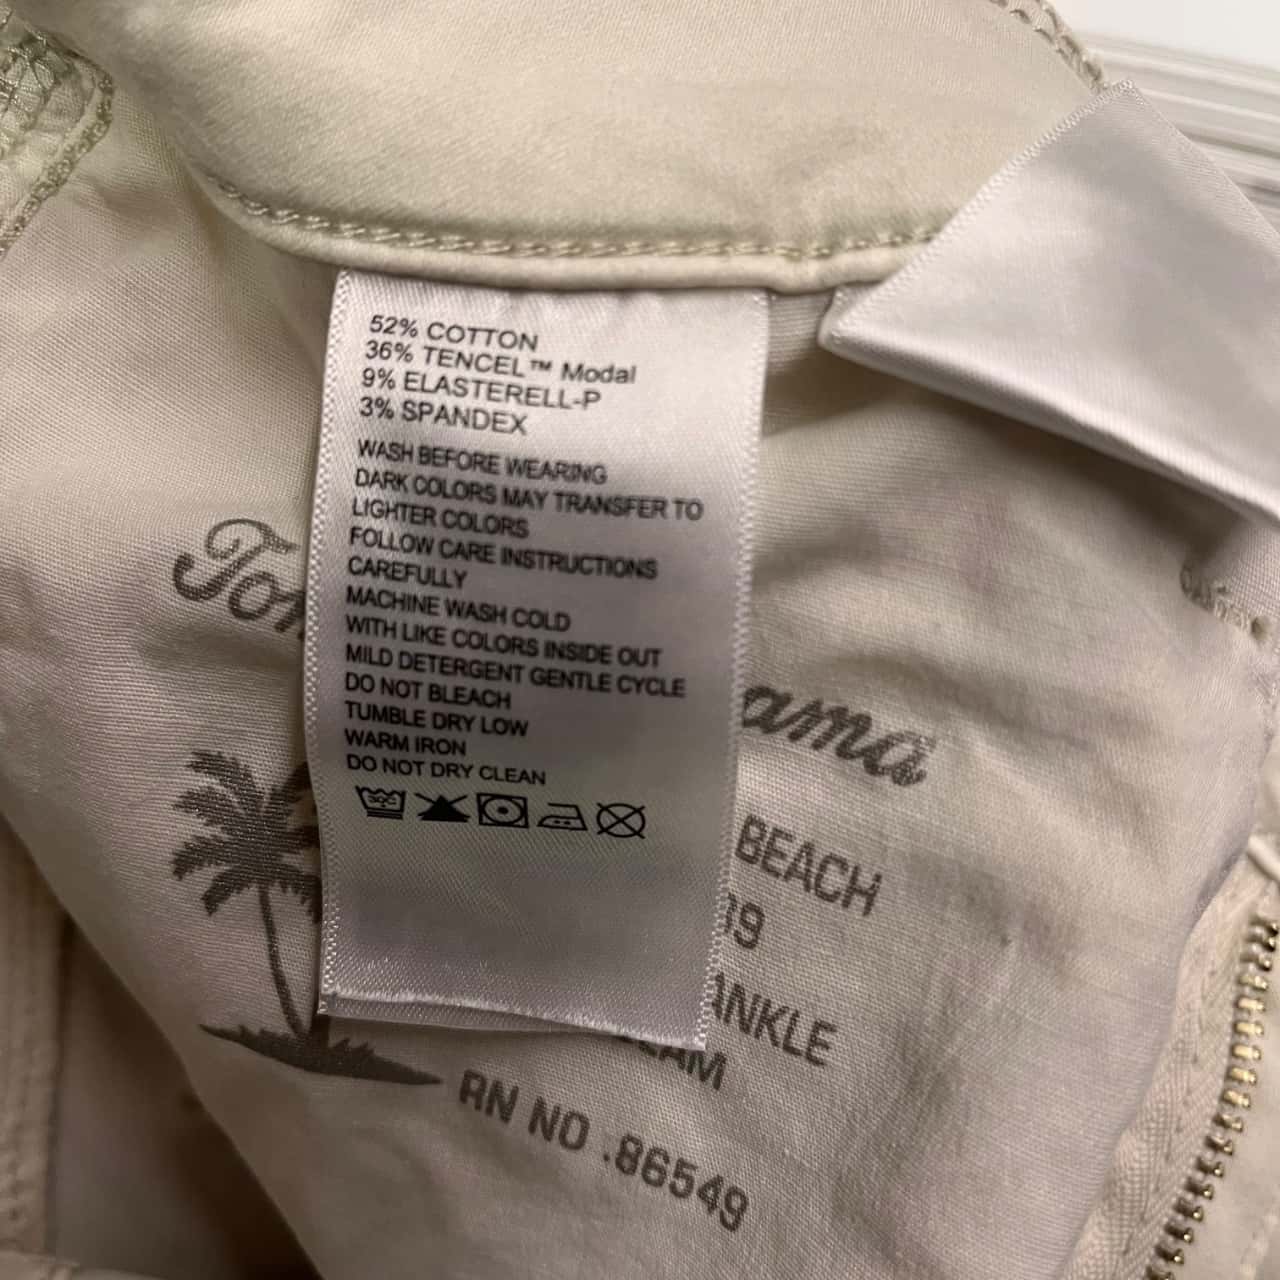 52% COTTON
36% TENCEL™ Modal
9% ELASTERELL-P
3% SPANDEX
WASH BEFORE WEARING
DARK COLORS MAY TRANSFER TO
LIGHTER COLORS
FOLLOW CARE INSTRUCTIONS
CAREFULLY
MACHINE WASH COLD
WITH LIKE COLORS INSIDE OUT
MILD DETERGENT GENTLE CYCLE
DO NOT BLEACH
TUMBLE DRY LOW
WARM IRON
DO NOT DRY CLEAN
BEACH
ANKLE
RN NO .86549